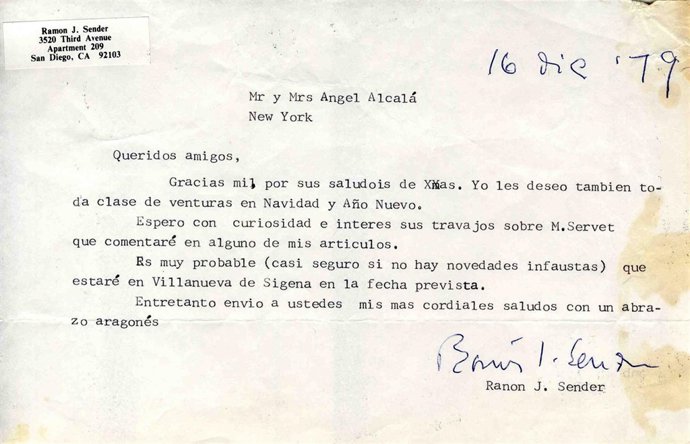 Ramon J. Sender
3520 Third Avenue
Apartment 209
San Diego, CA 92103
16 dic '79
Mr y Mrs Angel Alcalá
New York
Queridos amigos,
Gracias mil, por sus saludois de XXmas. Yo les deseo tambien to-
da clase de venturas en Navidad y Año Nuevo.
Espero con curiosidad e interes sus travajos sobre M.Servet
que comentaré en alguno de mis articulos.
Es muy probable (casi seguro si no hay novedades infaustas) que
estaré en Villanueva de Sigena en la fecha prevista.
Entretanto envio a ustedes mis mas cordiales saludos con un abra-
zo aragonés
Ramón J. Sender
Ranon J. Sender